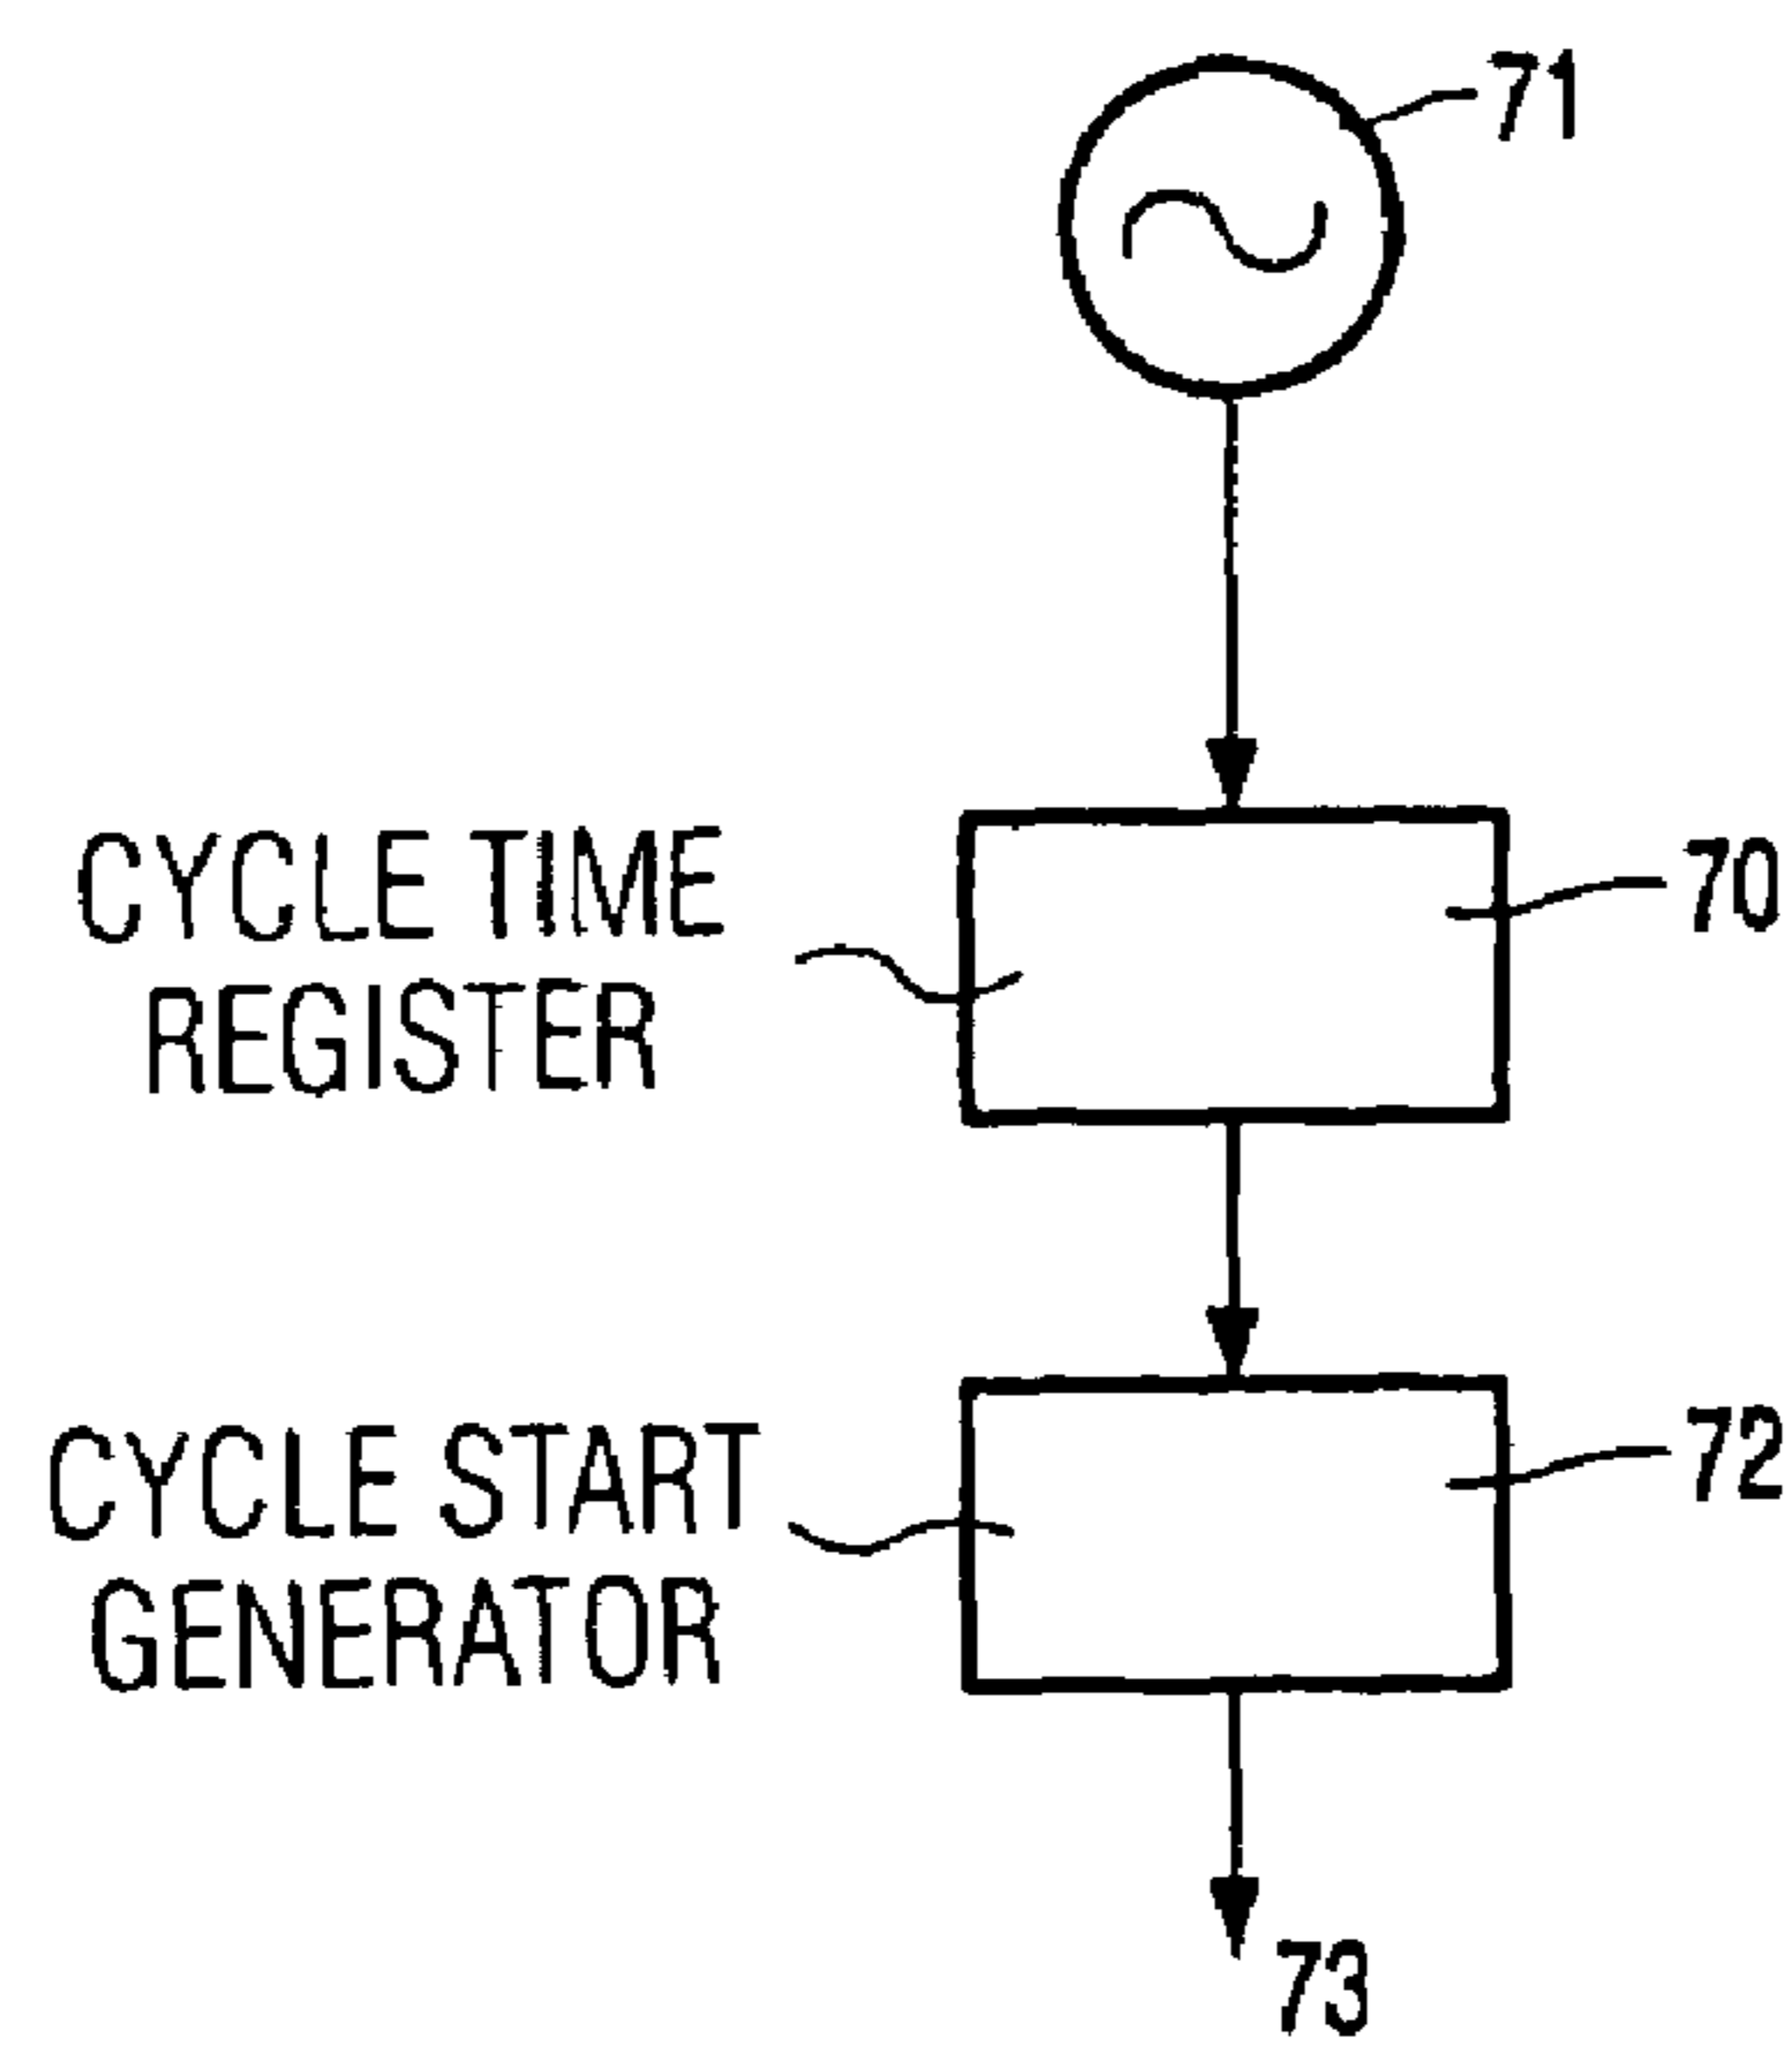 71
CYCLE TIME
REGISTER
70
CYCLE START
GENERATOR
72
73